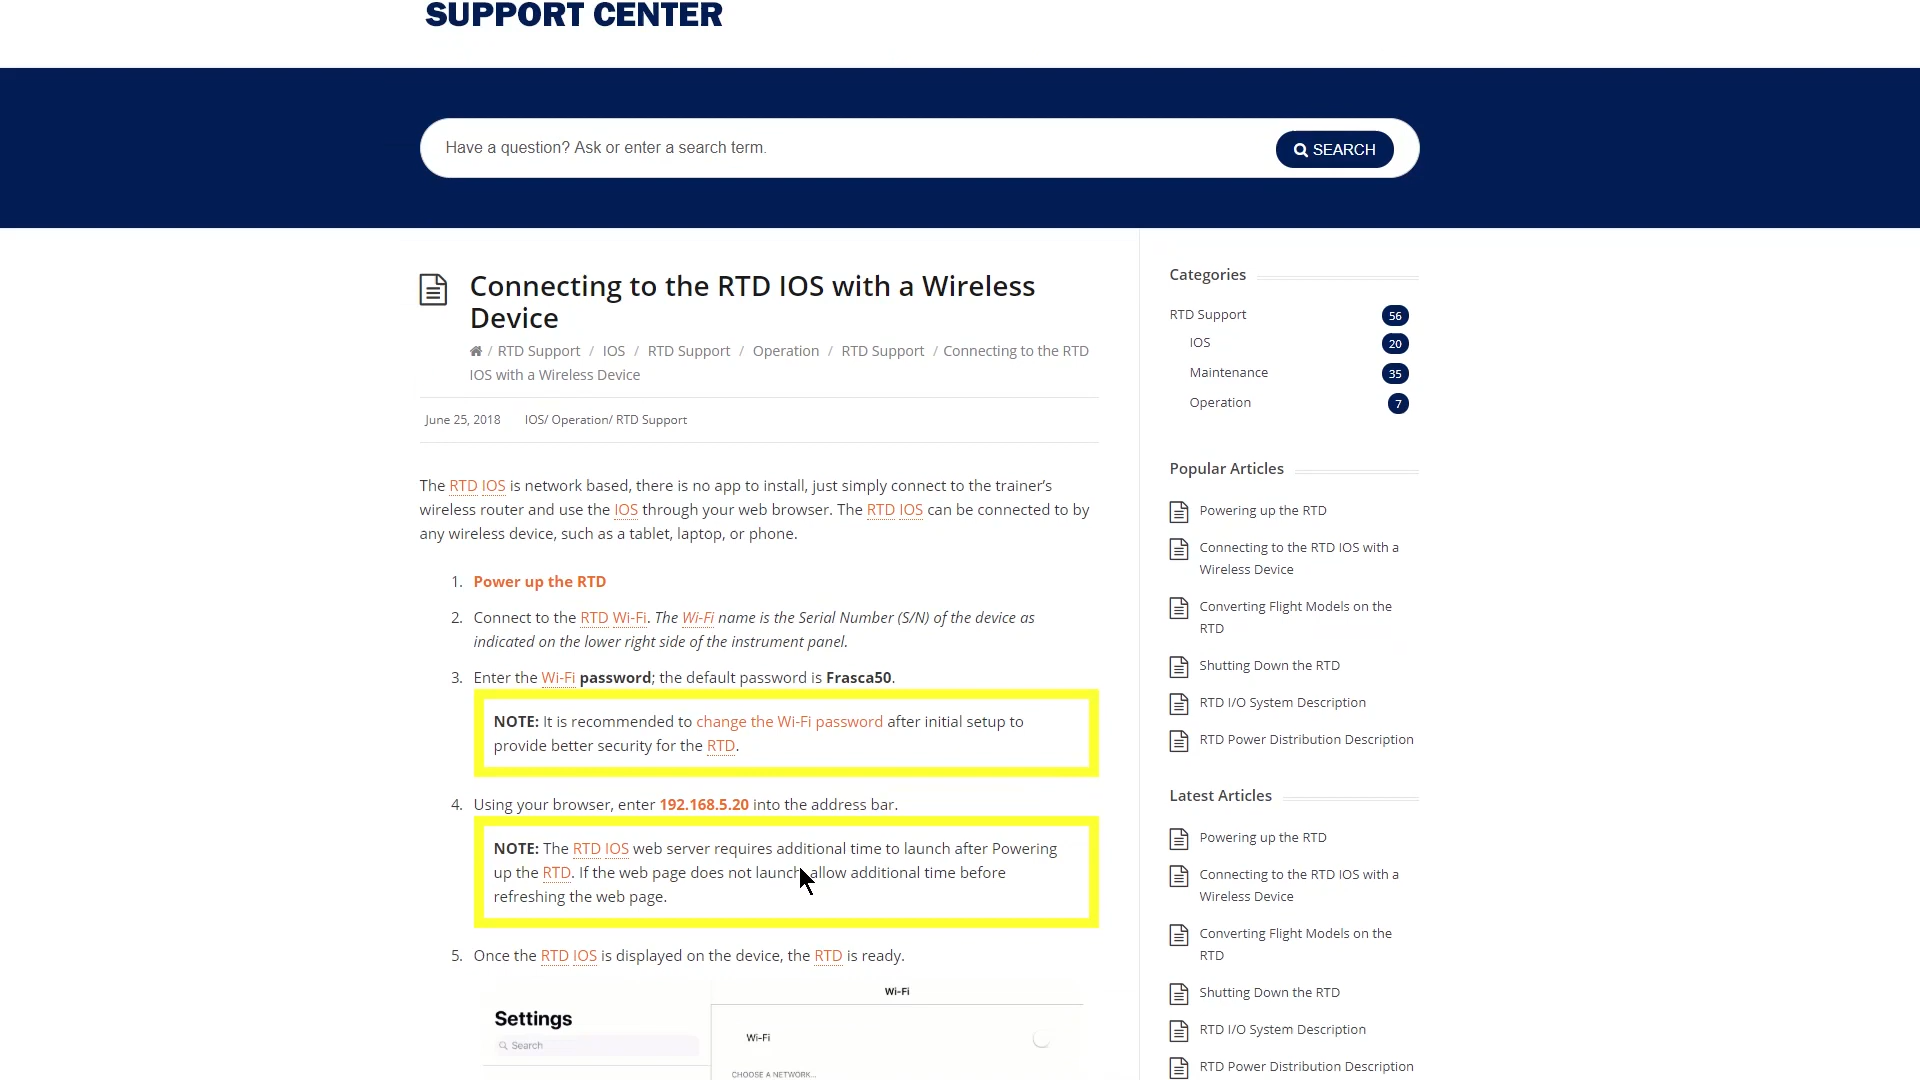 SUPPORT CENTER
Have a question? Ask or enter a search term.
SEARCH
Connecting to the RTD IOS with a Wireless
Device
/ RTD Support / IOS / RTD Support / Operation / RTD Support / Connecting to the RTD
IOS with a Wireless Device
June 25, 2018 IOS/ Operation/ RTD Support
The RTD IOS is network based, there is no app to install, just simply connect to the trainer’s
wireless router and use the IOS through your web browser. The RTD IOS can be connected to by
any wireless device, such as a tablet, laptop, or phone.
1. Power up the RTD
2. Connect to the RTD Wi-Fi. The Wi-Fi name is the Serial Number (S/N) of the device as
indicated on the lower right side of the instrument panel.
3. Enter the Wi-Fi password; the default password is Frasca50.
NOTE: It is recommended to change the Wi-Fi password after initial setup to
provide better security for the RTD.
4. Using your browser, enter 192.168.5.20 into the address bar.
NOTE: The RTD IOS web server requires additional time to launch after Powering
up the RTD. If the web page does not launch allow additional time before
refreshing the web page.
5. Once the RTD IOS is displayed on the device, the RTD is ready.
Settings
Search
Wi-Fi
Wi-Fi
CHOOSE A NETWORK...
Categories
RTD Support 56
IOS 20
Maintenance 35
Operation 7
Popular Articles
Powering up the RTD
Connecting to the RTD IOS with a
Wireless Device
Converting Flight Models on the
RTD
Shutting Down the RTD
RTD I/O System Description
RTD Power Distribution Description
Latest Articles
Powering up the RTD
Connecting to the RTD IOS with a
Wireless Device
Converting Flight Models on the
RTD
Shutting Down the RTD
RTD I/O System Description
RTD Power Distribution Description